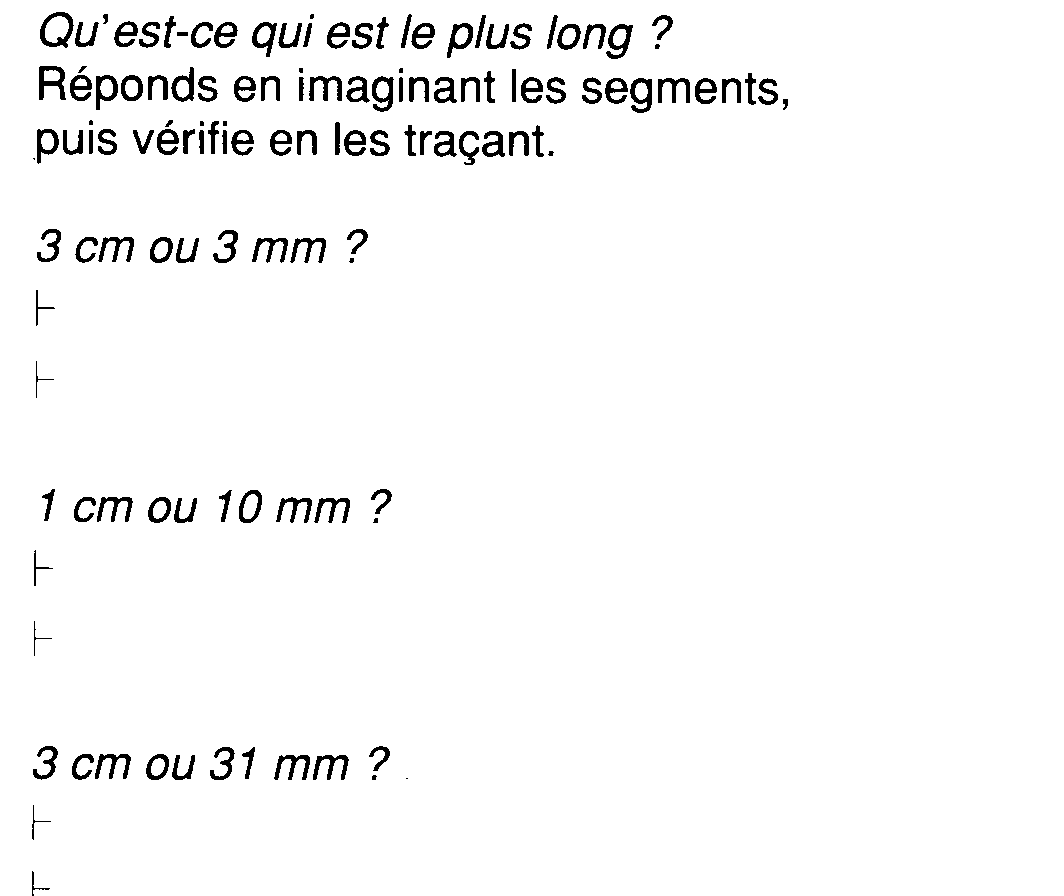 Qu'est-ce qui est le plus long ?
Réponds en imaginant les segments,
puis vérifie en les traçant.
3 cm ou 3 mm ?
1 cm ou 10 mm ?
3 cm ou 31 mm ?